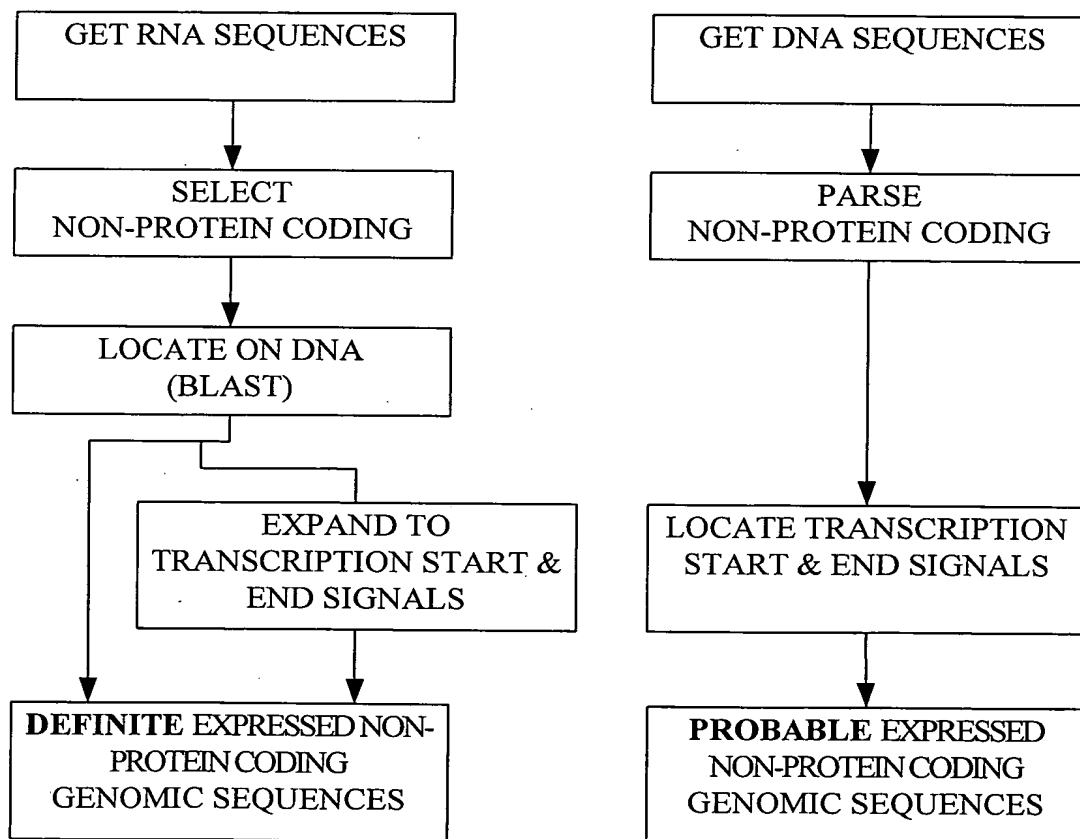 GET RNA SEQUENCES
SELECT
NON-PROTEIN CODING
LOCATE ON DNA
(BLAST)
EXPAND TO
TRANSCRIPTION START &
END SIGNALS
DEFINITE EXPRESSED NON-
PROTEIN CODING
GENOMIC SEQUENCES
GET DNA SEQUENCES
PARSE
NON-PROTEIN CODING
LOCATE TRANSCRIPTION
START & END SIGNALS
PROBABLE EXPRESSED
NON-PROTEIN CODING
GENOMIC SEQUENCES